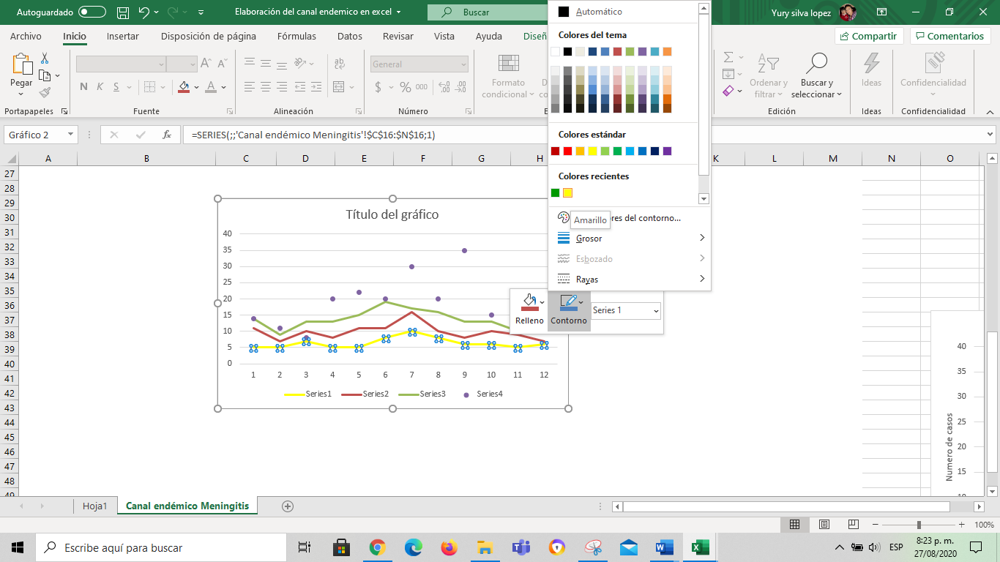 Autoguardado
Elaboración del canal endemico en excel
Buscar
Yury silva lopez
Archivo Inicio Insertar Disposición de página Fórmulas Datos Revisar Vista Ayuda Diseñ
Compartir Comentarios
Pegar
Portapapeles
N K S
A A
A
Fuente
ab
Alineación
General
$ % 000
Número
Formato
condicional
Ordenar y
filtrar
Buscar y
seleccionar
Edición
Ideas
Ideas
Confidencialidad
Confidencialidad
Automático
Colores del tema
Colores estándar
Colores recientes
Amarillo
res del contorno...
Grosor
Esbozado
Rayas
Relleno
Contorno
Series 1
Gráfico 2
fx
=SERIES(;;'Canal endémico Meningitis'!$C$16:$N$16;1)
A B C D E F G H K L M N O
27
28
29
30
31
32
33
34
35
36
37
38
39
40
41
42
43
44
45
46
47
48
49
Título del gráfico
40
35
30
25
20
15
10
5
0
1 2 3 4 5 6 7 8 9 10 11 12
Series1 Series2 Series3 Series4
40
30
25
20
15
10
Numero de casos
Hoja1
Canal endémico Meningitis
100%
Escribe aquí para buscar
ESP
8:23 p. m.
27/08/2020